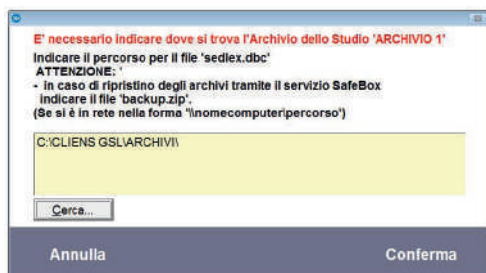 E' necessario indicare dove si trova l'Archivio dello Studio 'ARCHIVIO 1'
Indicare il percorso per il file 'sedlex.dbc'
ATTENZIONE: '
- in caso di ripristino degli archivi tramite il servizio SafeBox
indicare il file 'backup.zip'.
(Se si è in rete nella forma '\\nomecomputer\percorso')
C:\CLIENS GSL\ARCHIVI\
Cerca...
Annulla Conferma